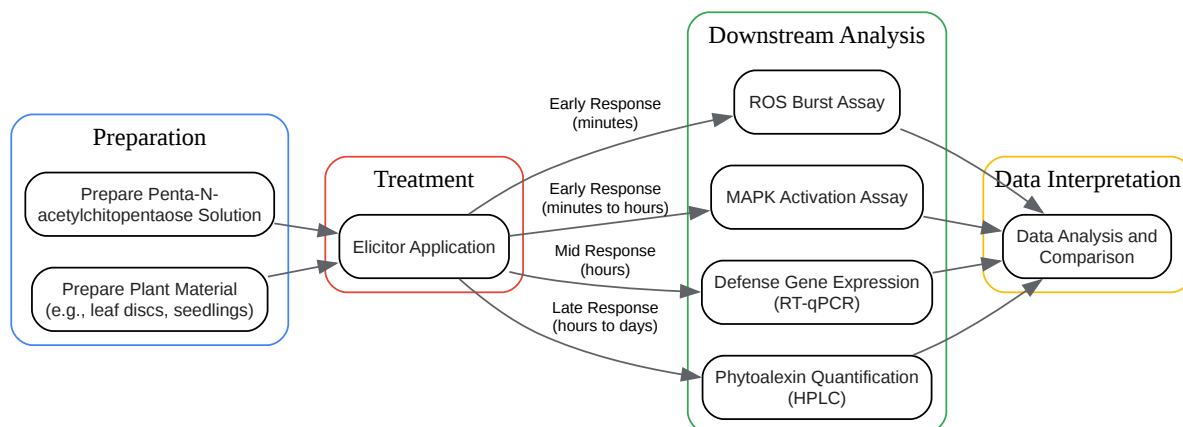 Preparation
Prepare Penta-N-
acetylchitopentaose Solution
Prepare Plant Material
(e.g., leaf discs, seedlings)
Treatment
Elicitor Application
Early Response
(minutes)
Early Response
(minutes to hours)
Mid Response
(hours)
Late Response
(hours to days)
Downstream Analysis
ROS Burst Assay
MAPK Activation Assay
Defense Gene Expression
(RT-qPCR)
Phytoalexin Quantification
(HPLC)
Data Interpretation
Data Analysis and
Comparison